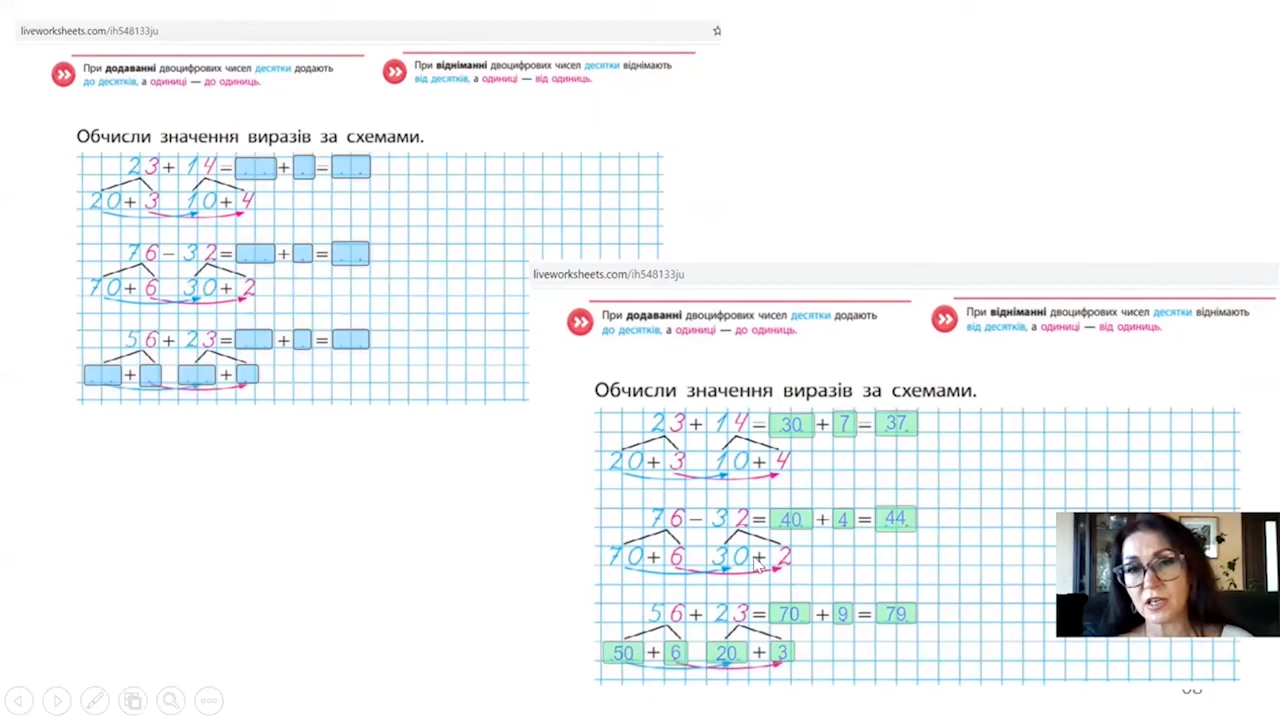 liveworksheets.com/ih548133ju
При додаванні двоцифрових чисел десятки додають
до десятків, а одиниці — до одиниць.
При відніманні двоцифрових чисел десятки віднімають
від десятків, а одиниці — від одиниць.
Обчисли значення виразів за схемами.
23 + 14 = + =
20 + 3 10 + 4
76 − 32 = + =
70 + 6 30 + 2
56 + 23 = + =
+ +
liveworksheets.com/ih548133ju
При додаванні двоцифрових чисел десятки додають
до десятків, а одиниці — до одиниць.
При відніманні двоцифрових чисел десятки віднімають
від десятків, а одиниці — від одиниць.
Обчисли значення виразів за схемами.
23 + 14 = 30 + 7 = 37
20 + 3 10 + 4
76 − 32 = 40 + 4 = 44
70 + 6 30 + 2
56 + 23 = 70 + 9 = 79
50 + 6 20 + 3